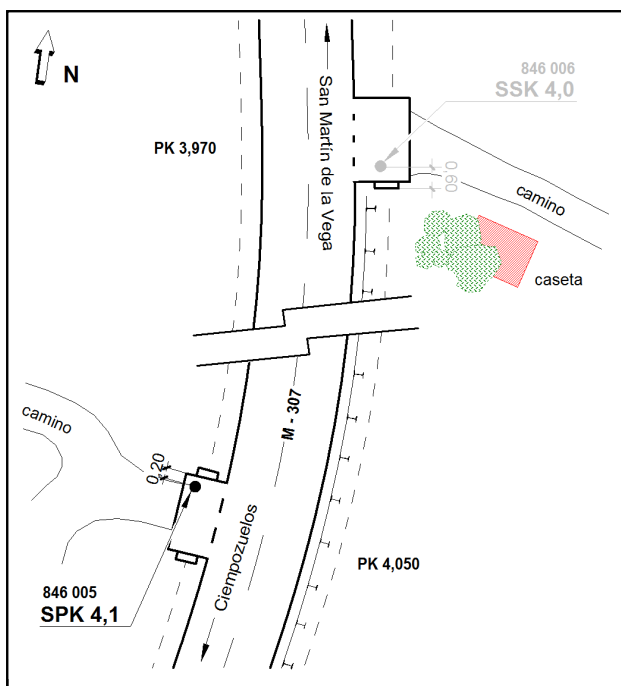 N
846 006
SSK 4,0
San Martín de la Vega
PK 3,970
0,60
camino
caseta
camino
M - 307
0,20
Ciempozuelos
PK 4,050
846 005
SPK 4,1